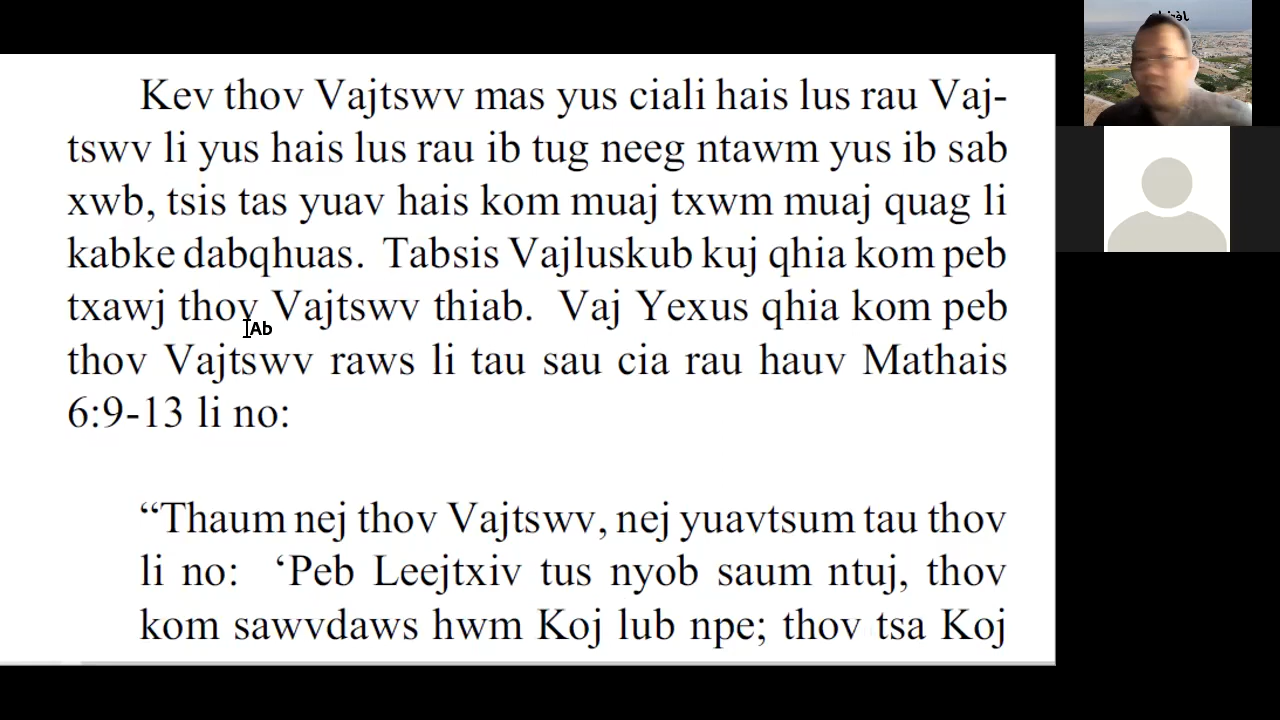 Kev thov Vajtswv mas yus ciali hais lus rau Vaj-
tswv li yus hais lus rau ib tug neeg ntawm yus ib sab
xwb, tsis tas yuav hais kom muaj txwm muaj quag li
kabke dabqhuas. Tabsis Vajluskub kuj qhia kom peb
txawj thov Vajtswv thiab. Vaj Yexus qhia kom peb
thov Vajtswv raws li tau sau cia rau hauv Mathais
6:9-13 li no:
“Thaum nej thov Vajtswv, nej yuavtsum tau thov
li no: ‘Peb Leejtxiv tus nyob saum ntuj, thov
kom sawvdaws hwm Koj lub npe; thov tsa Koj
Ab